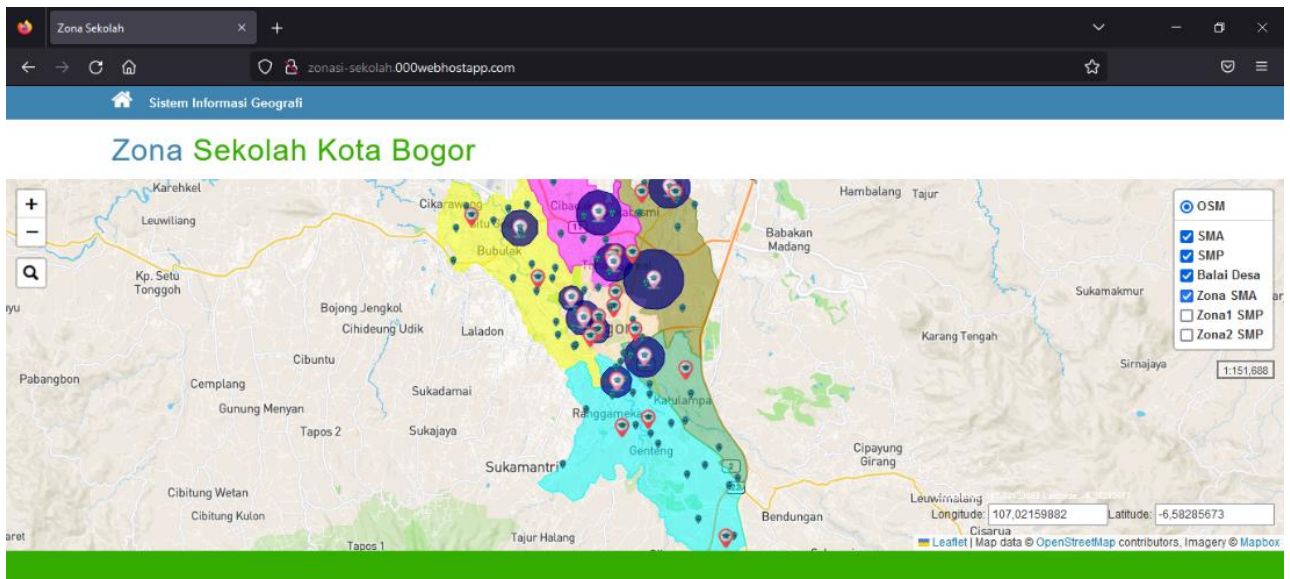 Zona Sekolah
zonasi-sekolah.000webhostapp.com
Sistem Informasi Geografi
Zona Sekolah Kota Bogor
+
−
Karehkel
Leuwiliang
Kp. Setu
Tonggoh
Bojong Jengkol
Cihideung Udik
Laladon
Cibuntu
Pabangbon
Cemplang
Gunung Menyan
Sukadamai
Tapos 2
Sukajaya
Sukamantri
Cibitung Wetan
Cibitung Kulon
Tapos 1
Tajur Halang
Bubulak
Ranggameka
Genteng
Katulampa
2
Hambalang
Tajur
Babakan
Madang
Sukamakmur
Karang Tengah
Sirnajaya
Cipayung
Girang
Leuwimalang
Bendungan
Cisarua
OSM
SMA
SMP
Balai Desa
Zona SMA
Zona1 SMP
Zona2 SMP
1:151,688
Longitude: 107,02159882 Latitude: -6,58285673
Leaflet | Map data © OpenStreetMap contributors, Imagery © Mapbox